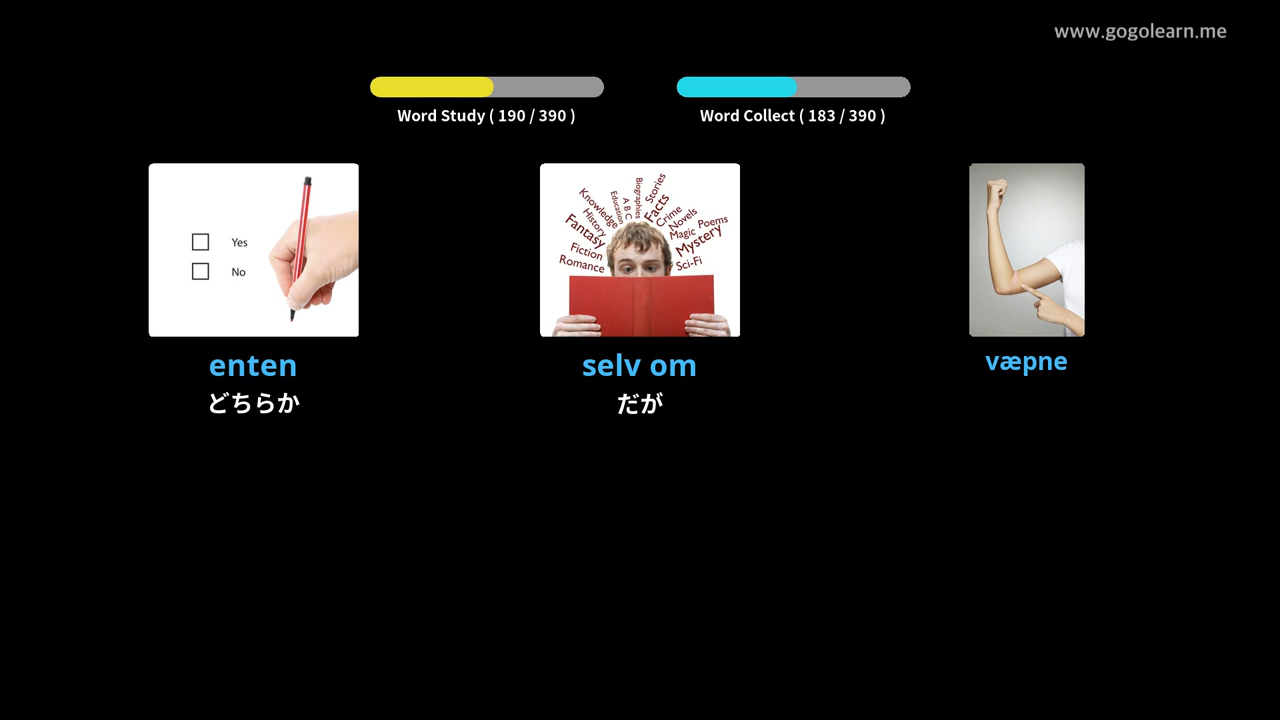 www.gogolearn.me
Word Study ( 190 / 390 )
Word Collect ( 183 / 390 )
Yes
No
Knowledge
History
Fantasy
Fiction
Romance
Education
A B C
Biographies
Stories
Facts
Crime
Novels
Magic
Poems
Mystery
Sci-Fi
enten
どちらか
selv om
だが
væpne